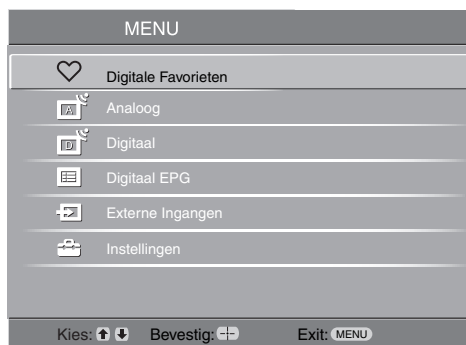 MENU
Digitale Favorieten
A Analoog
D Digitaal
Digitaal EPG
Externe Ingangen
Instellingen
Kies: Bevestig: Exit: MENU